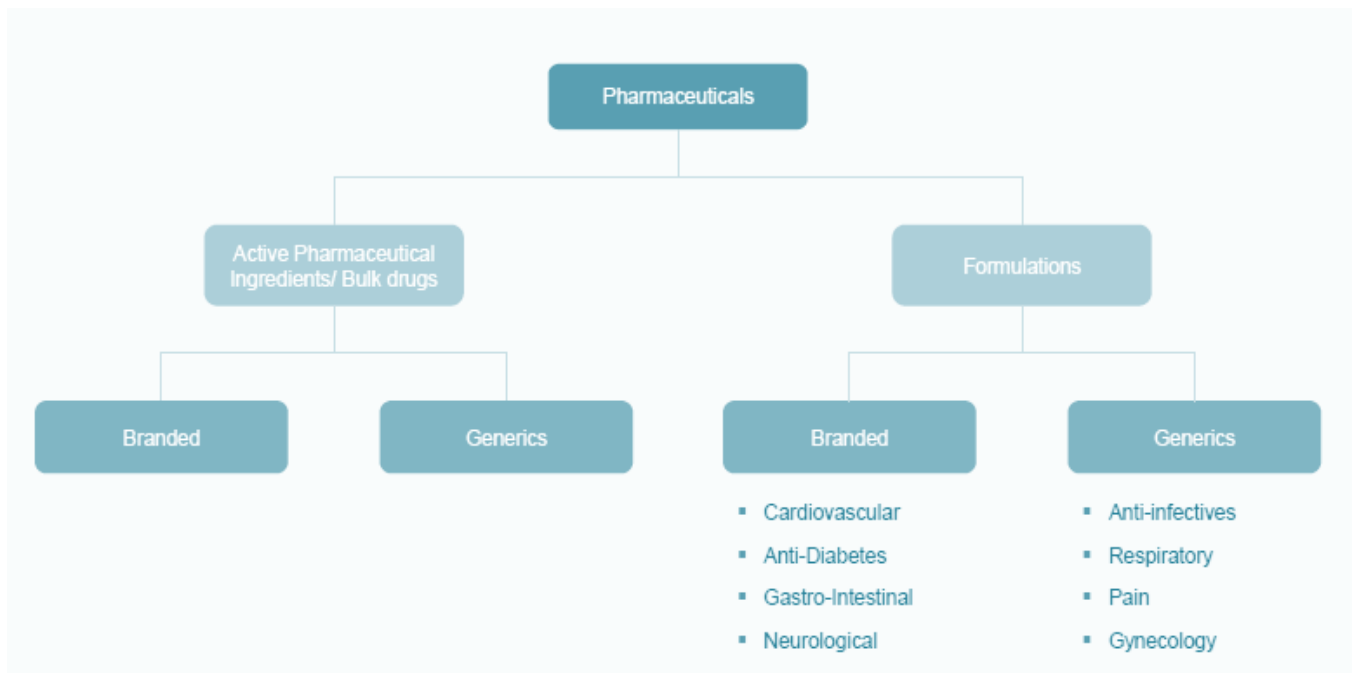 Pharmaceuticals
Active Pharmaceutical
Ingredients/ Bulk drugs
Formulations
Branded
Generics
Branded
Generics
▪ Cardiovascular
▪ Anti-Diabetes
▪ Gastro-Intestinal
▪ Neurological
▪ Anti-infectives
▪ Respiratory
▪ Pain
▪ Gynecology